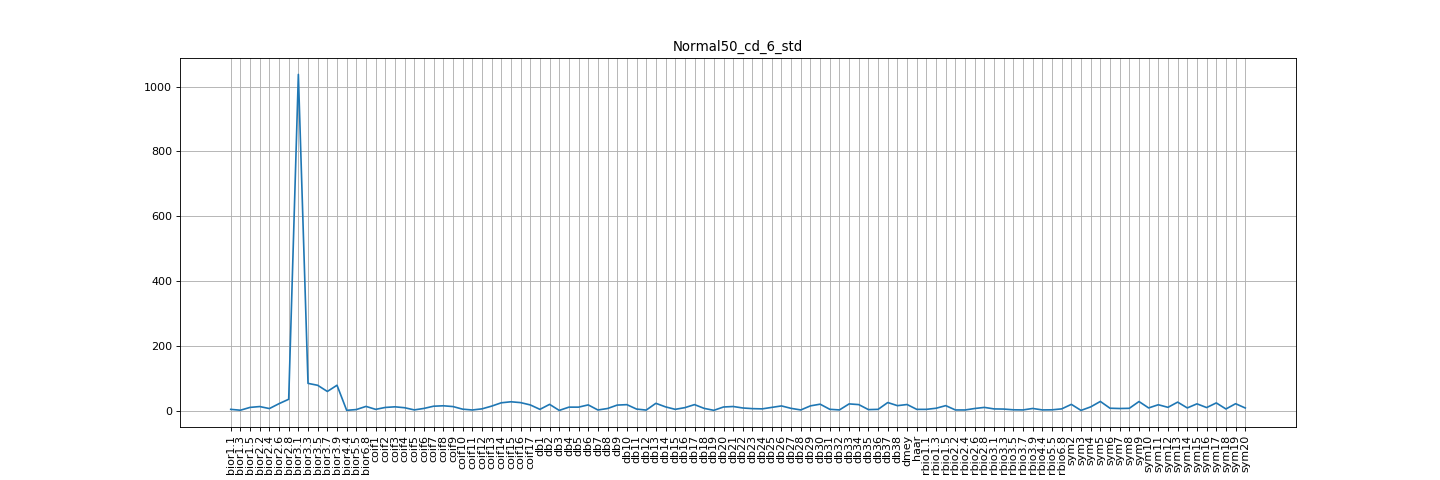 Normal50_cd_6_std
1000
800
600
400
200
0
bior1.1
bior1.3
bior1.5
bior2.2
bior2.4
bior2.6
bior2.8
bior3.1
bior3.3
bior3.5
bior3.7
bior3.9
bior4.4
bior5.5
bior6.8
coif1
coif2
coif3
coif4
coif5
coif6
coif7
coif8
coif9
coif10
coif11
coif12
coif13
coif14
coif15
coif16
coif17
db1
db2
db3
db4
db5
db6
db7
db8
db9
db10
db11
db12
db13
db14
db15
db16
db17
db18
db19
db20
db21
db22
db23
db24
db25
db26
db27
db28
db29
db30
db31
db32
db33
db34
db35
db36
db37
db38
dmey
haar
rbio1.1
rbio1.3
rbio1.5
rbio2.2
rbio2.4
rbio2.6
rbio2.8
rbio3.1
rbio3.3
rbio3.5
rbio3.7
rbio3.9
rbio4.4
rbio5.5
rbio6.8
sym2
sym3
sym4
sym5
sym6
sym7
sym8
sym9
sym10
sym11
sym12
sym13
sym14
sym15
sym16
sym17
sym18
sym19
sym20